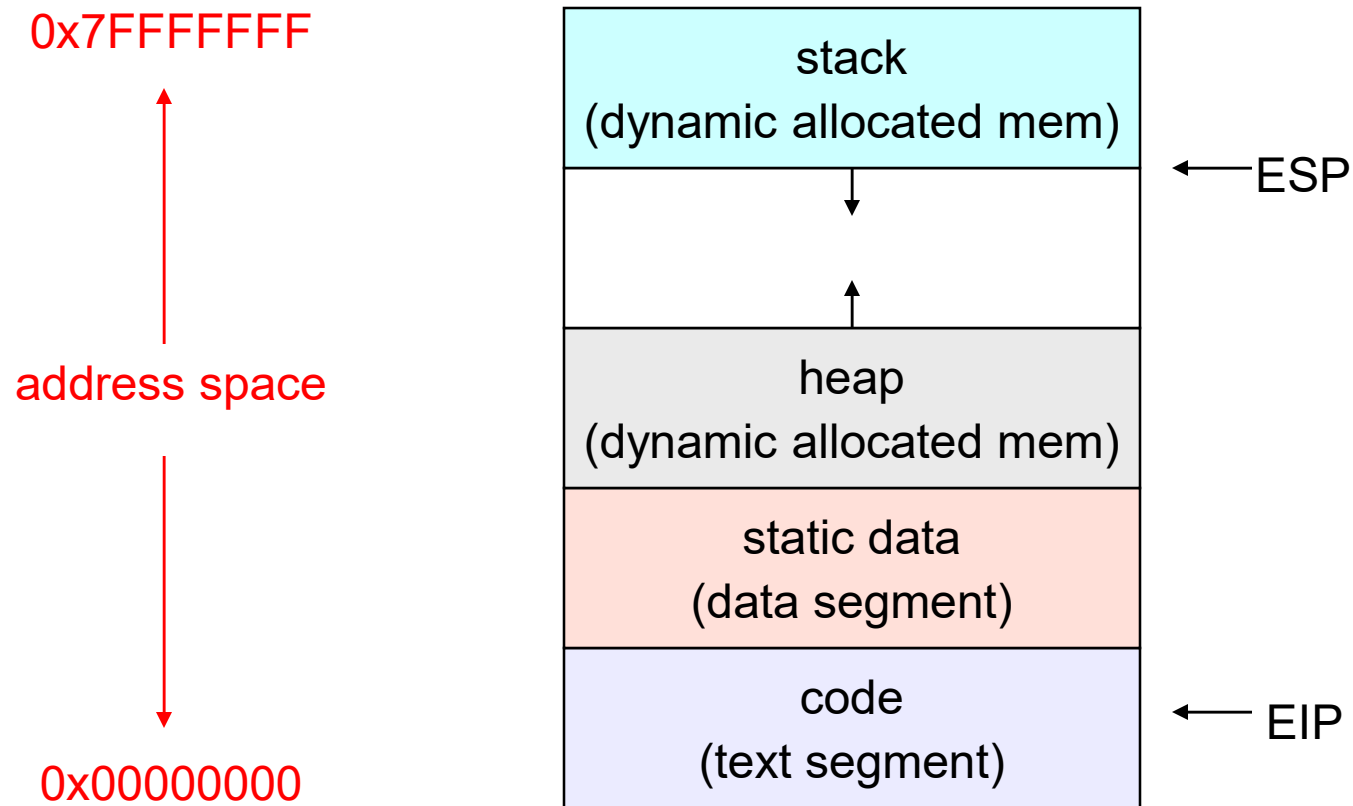 0x7FFFFFFF
address space
0x00000000
stack
(dynamic allocated mem)
ESP
heap
(dynamic allocated mem)
static data
(data segment)
code
(text segment)
EIP